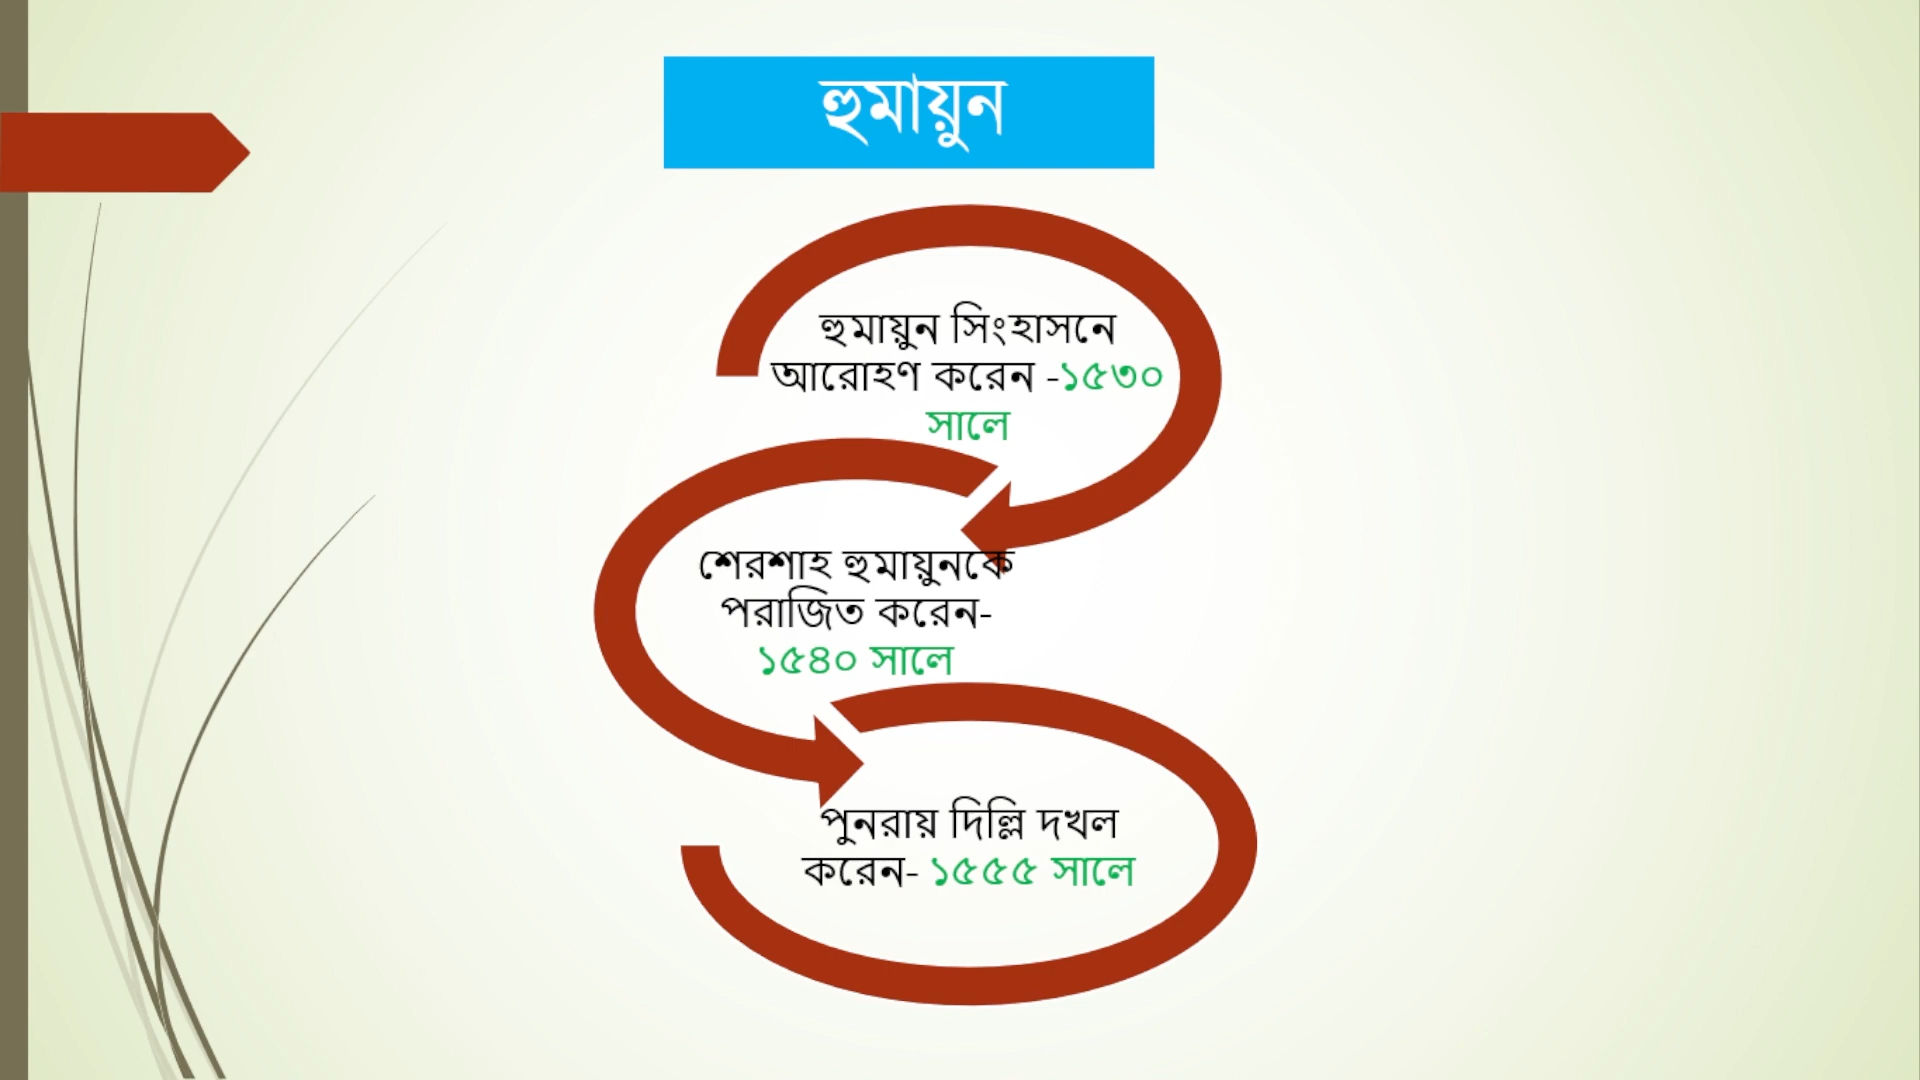 হুমায়ুন
হুমায়ুন সিংহাসনে
আরোহণ করেন -১৫৩০
সালে
শেরশাহ হুমায়ুনকে
পরাজিত করেন-
১৫৪০ সালে
পুনরায় দিল্লি দখল
করেন- ১৫৫৫ সালে